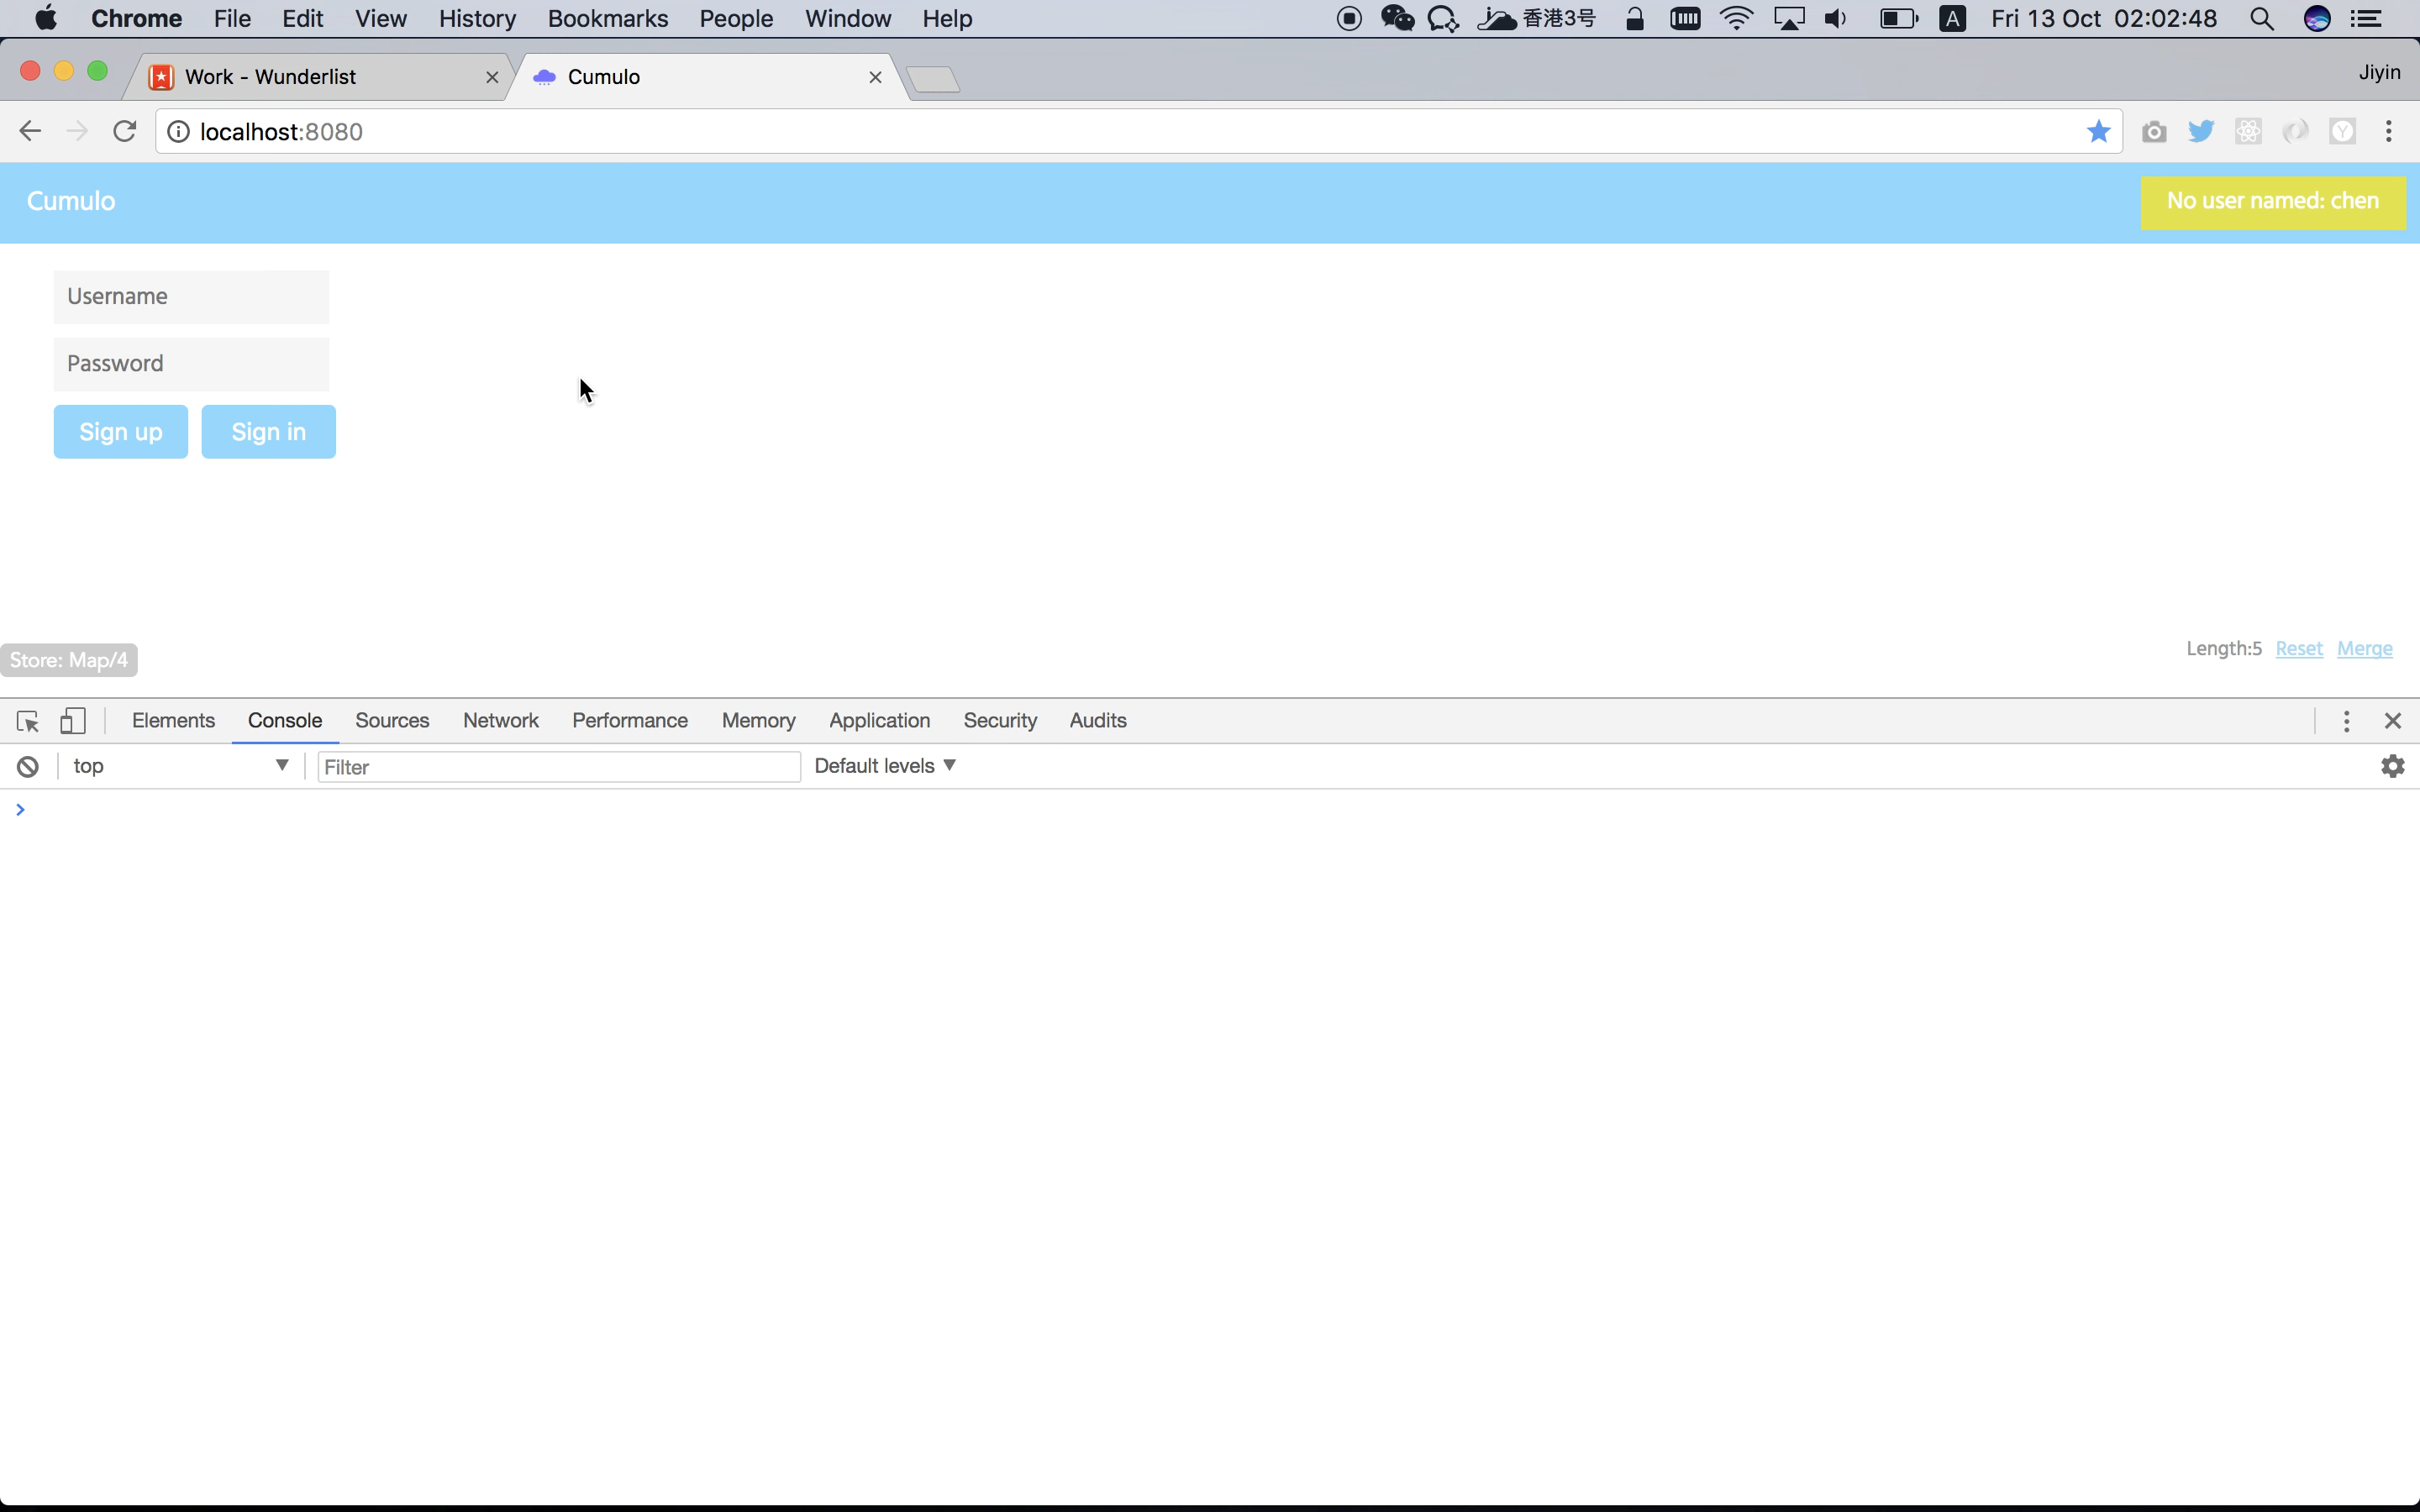 Chrome File Edit View History Bookmarks People Window Help 香港3号 A Fri 13 Oct 02:02:48
Work - Wunderlist Cumulo Jiyin
localhost:8080 Y
Cumulo No user named: chen
Username
Password
Sign up Sign in
Length:5 Reset Merge
Store: Map/4
Elements Console Sources Network Performance Memory Application Security Audits
top Filter Default levels